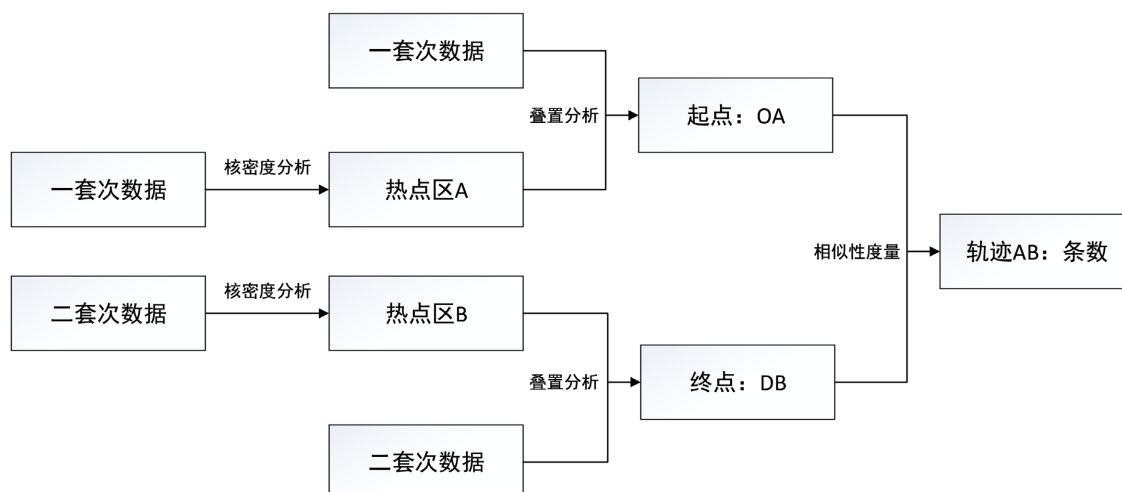 一套次数据
叠置分析
起点：OA
一套次数据
核密度分析
热点区A
相似性度量
轨迹AB：条数
二套次数据
核密度分析
热点区B
叠置分析
终点：DB
二套次数据